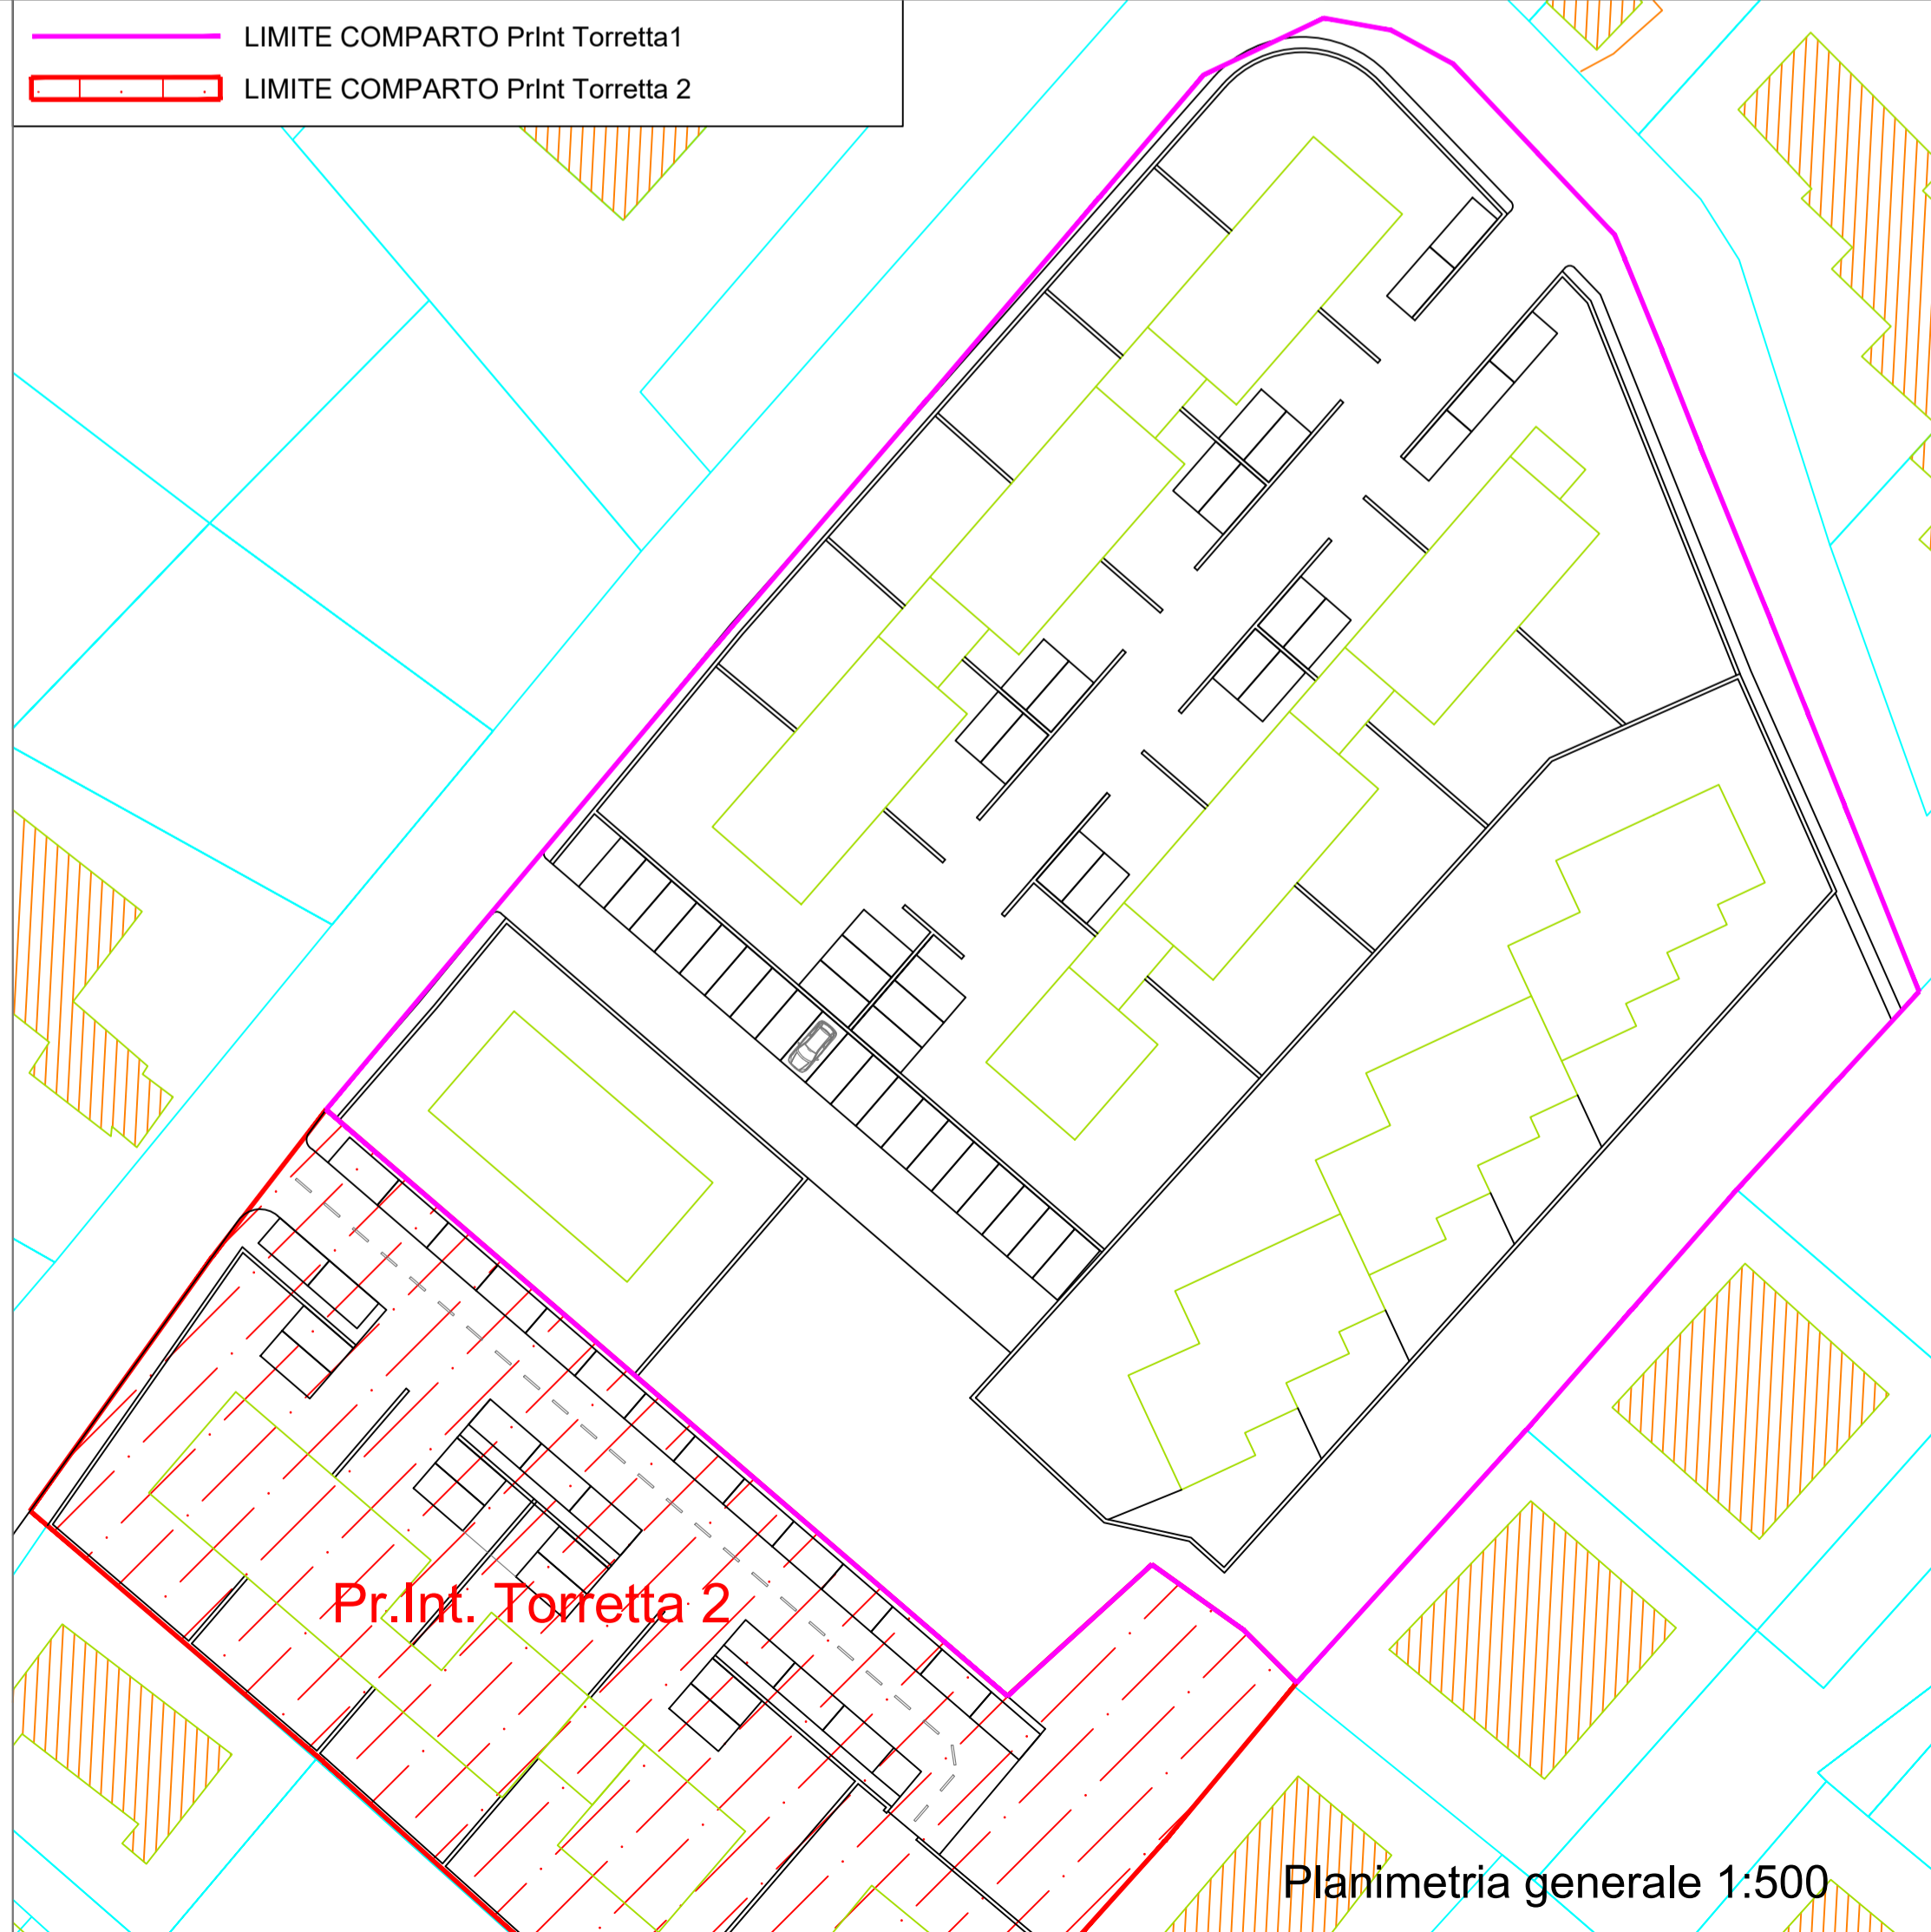 LIMITE COMPARTO PrInt Torretta1
LIMITE COMPARTO PrInt Torretta 2
Pr.Int. Torretta 2
Planimetria generale 1:500